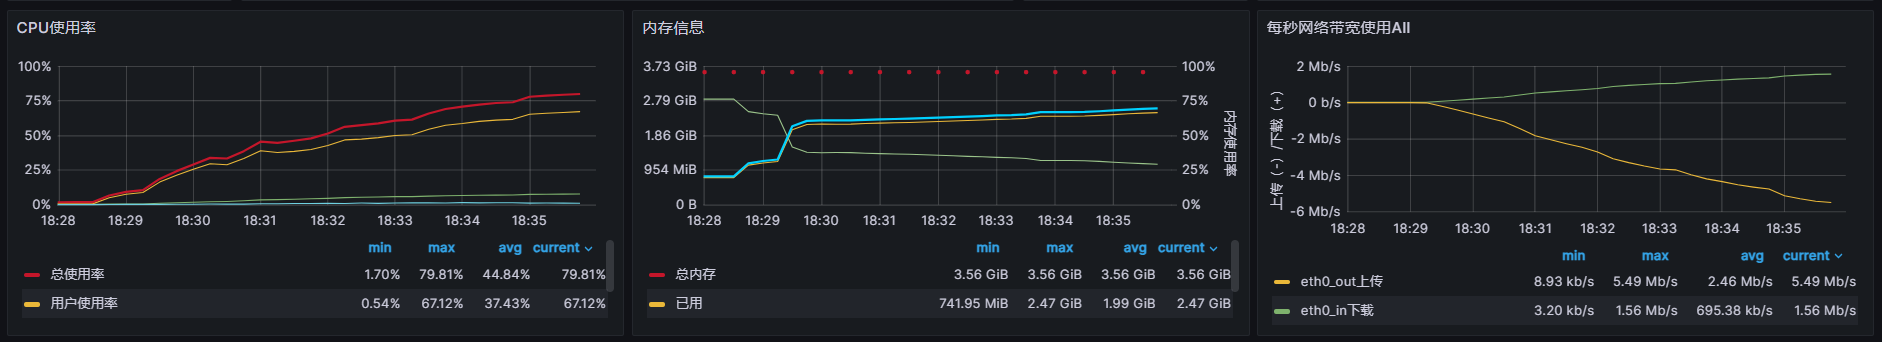 CPU使用率
100%
75%
50%
25%
0%
18:28 18:29 18:30 18:31 18:32 18:33 18:34 18:35
min max avg current
总使用率 1.70% 79.81% 44.84% 79.81%
用户使用率 0.54% 67.12% 37.43% 67.12%
内存信息
3.73 GiB 100%
2.79 GiB 75%
1.86 GiB 50%
954 MiB 25%
0 B 0%
内存使用率
18:28 18:29 18:30 18:31 18:32 18:33 18:34 18:35
min max avg current
总内存 3.56 GiB 3.56 GiB 3.56 GiB 3.56 GiB
已用 741.95 MiB 2.47 GiB 1.99 GiB 2.47 GiB
每秒网络带宽使用All
上传（-）/下载（+）
2 Mb/s
0 b/s
-2 Mb/s
-4 Mb/s
-6 Mb/s
18:28 18:29 18:30 18:31 18:32 18:33 18:34 18:35
min max avg current
eth0_out上传 8.93 kb/s 5.49 Mb/s 2.46 Mb/s 5.49 Mb/s
eth0_in下载 3.20 kb/s 1.56 Mb/s 695.38 kb/s 1.56 Mb/s